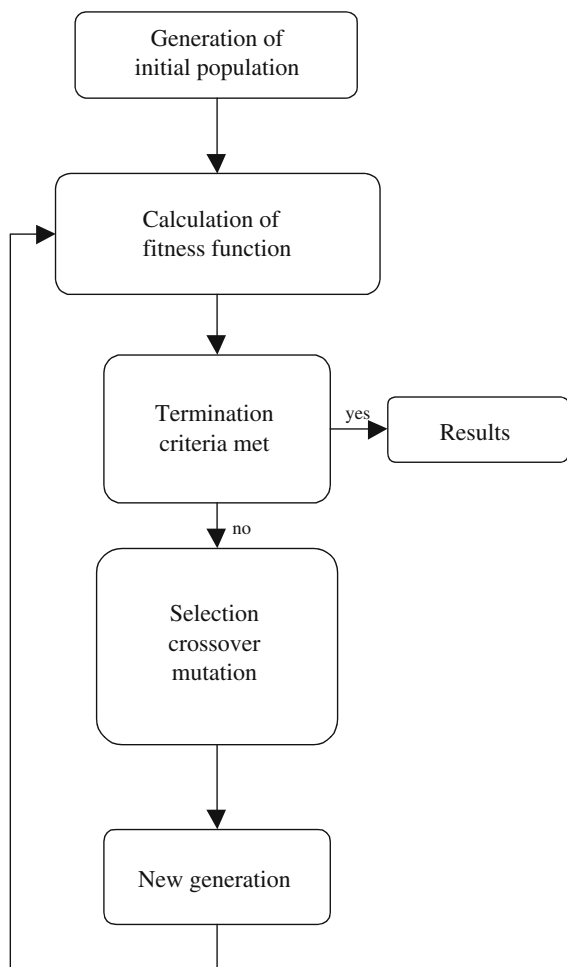 Generation of
initial population
Calculation of
fitness function
Termination
criteria met
yes
Results
no
Selection
crossover
mutation
New generation